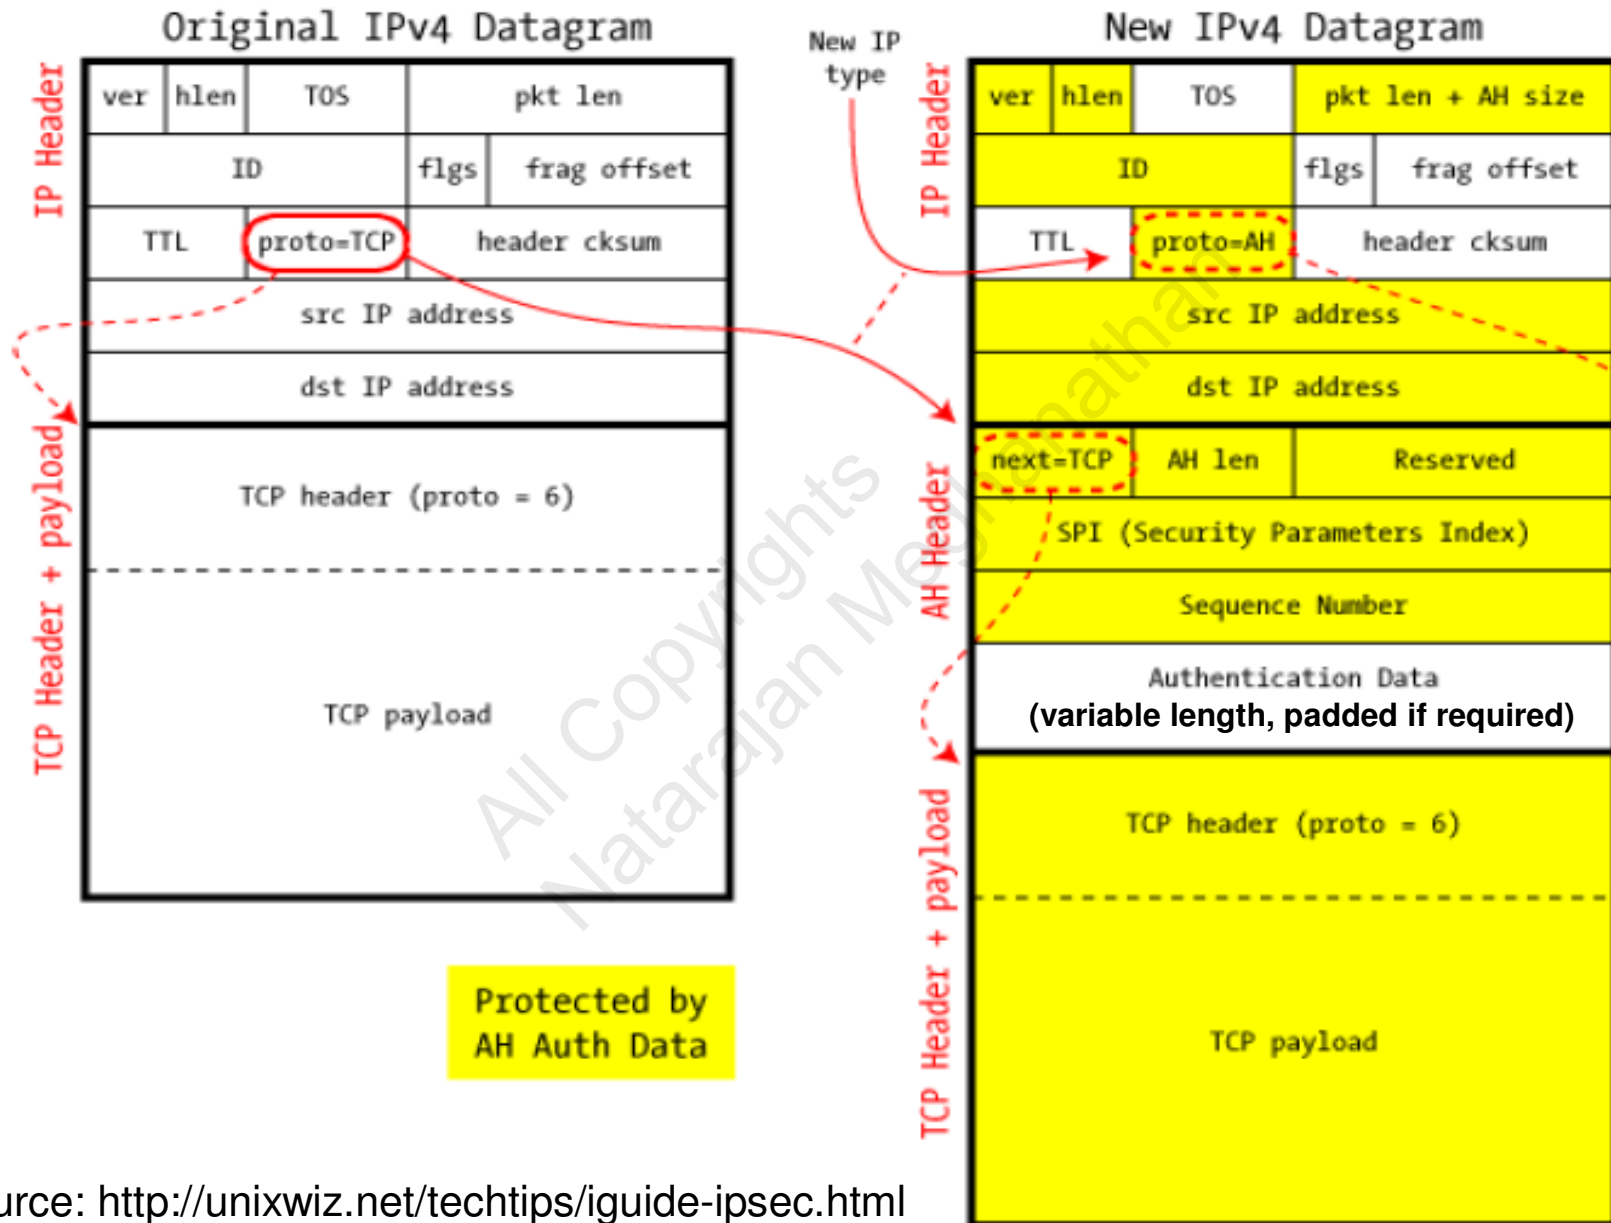 Original IPv4 Datagram
IP Header
ver hlen TOS pkt len
ID flgs frag offset
TTL proto=TCP header cksum
src IP address
dst IP address
TCP Header + payload
TCP header (proto = 6)
TCP payload
Protected by
AH Auth Data
New IP
type
New IPv4 Datagram
IP Header
ver hlen TOS pkt len + AH size
ID flgs frag offset
TTL proto=AH header cksum
src IP address
dst IP address
AH Header
next=TCP AH len Reserved
SPI (Security Parameters Index)
Sequence Number
Authentication Data
(variable length, padded if required)
TCP Header + payload
TCP header (proto = 6)
TCP payload
All Copyrights
Natarajan Meghanathan
urce: http://unixwiz.net/techtips/iguide-ipsec.html